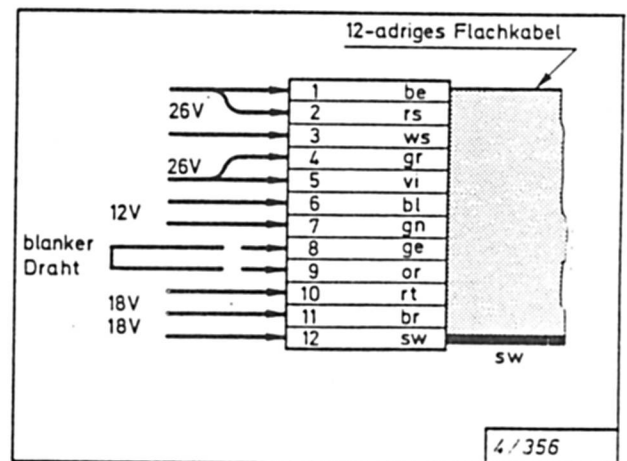 12-adriges Flachkabel
1 be
26V 2 rs
3 ws
26V 4 gr
5 vi
12V 6 bl
7 gn
blanker 8 ge
Draht 9 or
10 rt
18V 11 br
18V 12 sw
sw
4/356